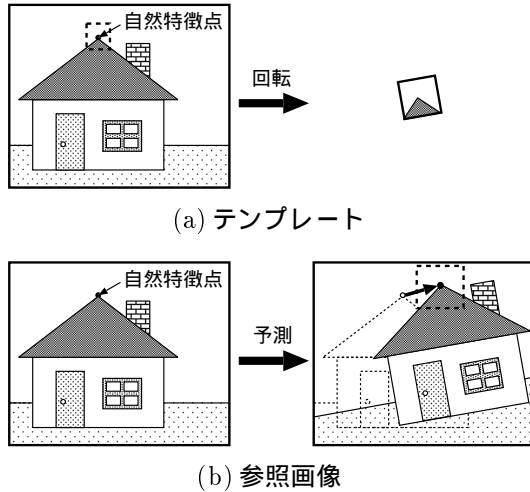 自然特徴点
回転
(a) テンプレート
自然特徴点
予測
(b) 参照画像